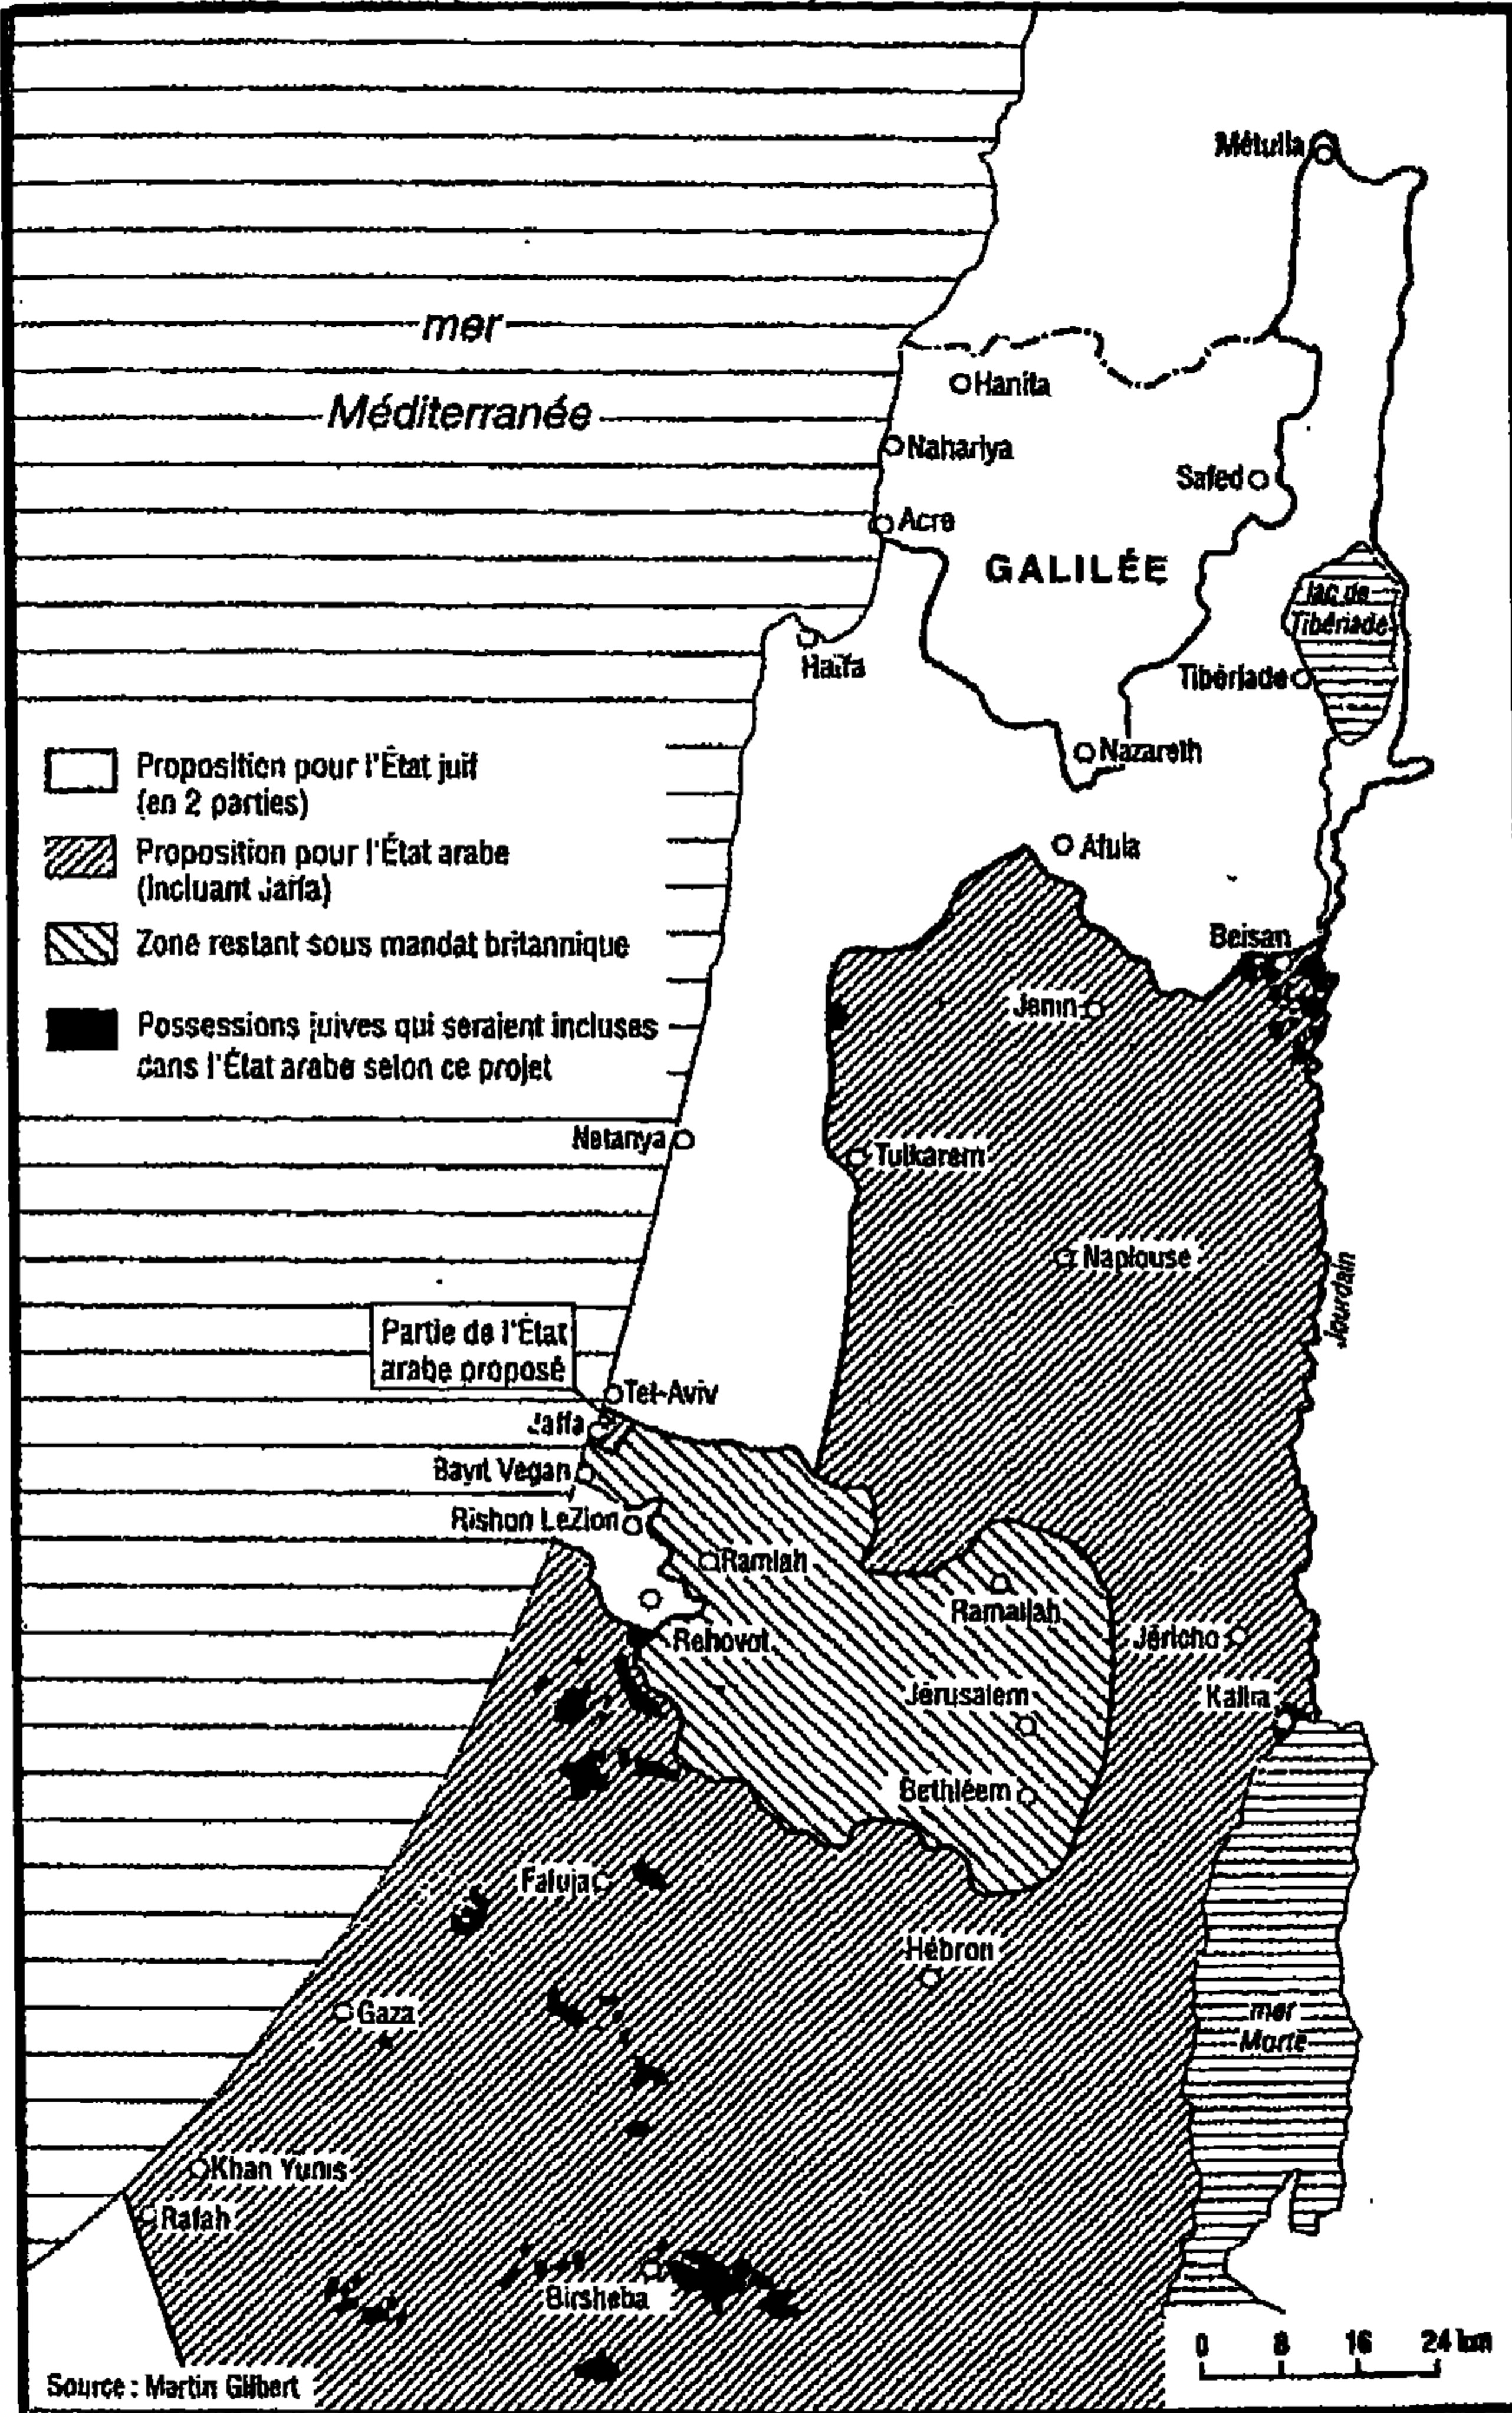 Métulla
mer
Méditerranée
Hanita
Nahariya
Safed
Acre
GALILÉE
lac de
Tibériade
Haïfa
Tibériade
Nazareth
Proposition pour l'État juif
(en 2 parties)
Proposition pour l'État arabe
(Incluant Jaffa)
Zone restant sous mandat britannique
Possessions juives qui seraient incluses
dans l'État arabe selon ce projet
Afula
Beisan
Jenin
Netanya
Tulkarem
Naplouse
Jourdain
Partie de l'État
arabe proposé
Tel-Aviv
Jaffa
Bayit Vegan
Rishon LeZion
Ramlah
Ramallah
Rehovot
Jéricho
Jérusalem
Kallia
Bethléem
Faluja
Hébron
Gaza
mer
Morte
Khan Yunis
Rafah
Birsheba
0 8 16 24 km
Source : Martin Gilbert